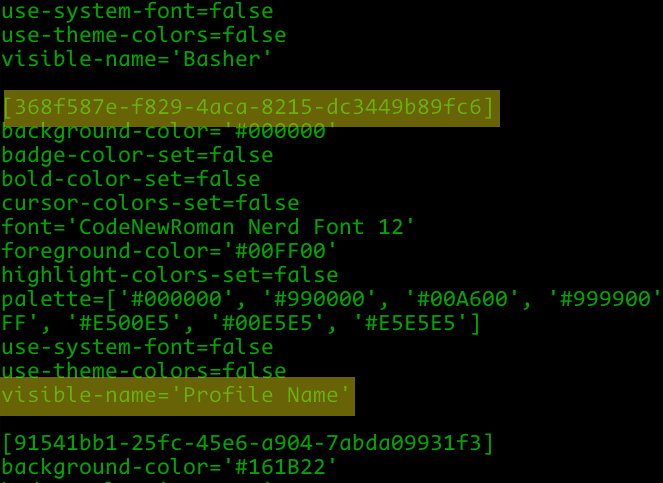 use-system-font=false
use-theme-colors=false
visible-name='Basher'
[368f587e-f829-4aca-8215-dc3449b89fc6]
background-color='#000000'
badge-color-set=false
bold-color-set=false
cursor-colors-set=false
font='CodeNewRoman Nerd Font 12'
foreground-color='#00FF00'
highlight-colors-set=false
palette=['#000000', '#990000', '#00A600', '#999900'
FF', '#E500E5', '#00E5E5', '#E5E5E5']
use-system-font=false
use-theme-colors=false
visible-name='Profile Name'
[91541bb1-25fc-45e6-a904-7abda09931f3]
background-color='#161B22'